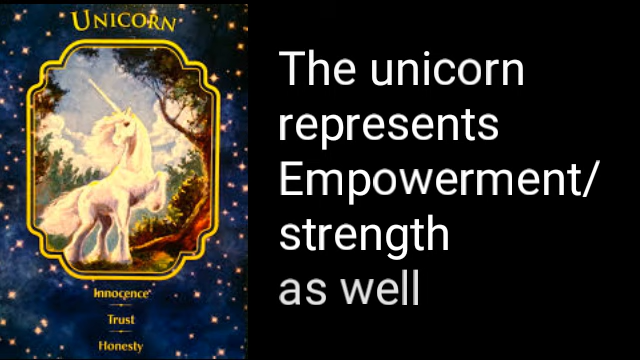 UNICORN
Innocence
Trust
Honesty
The unicorn
represents
Empowerment/
strength
as well